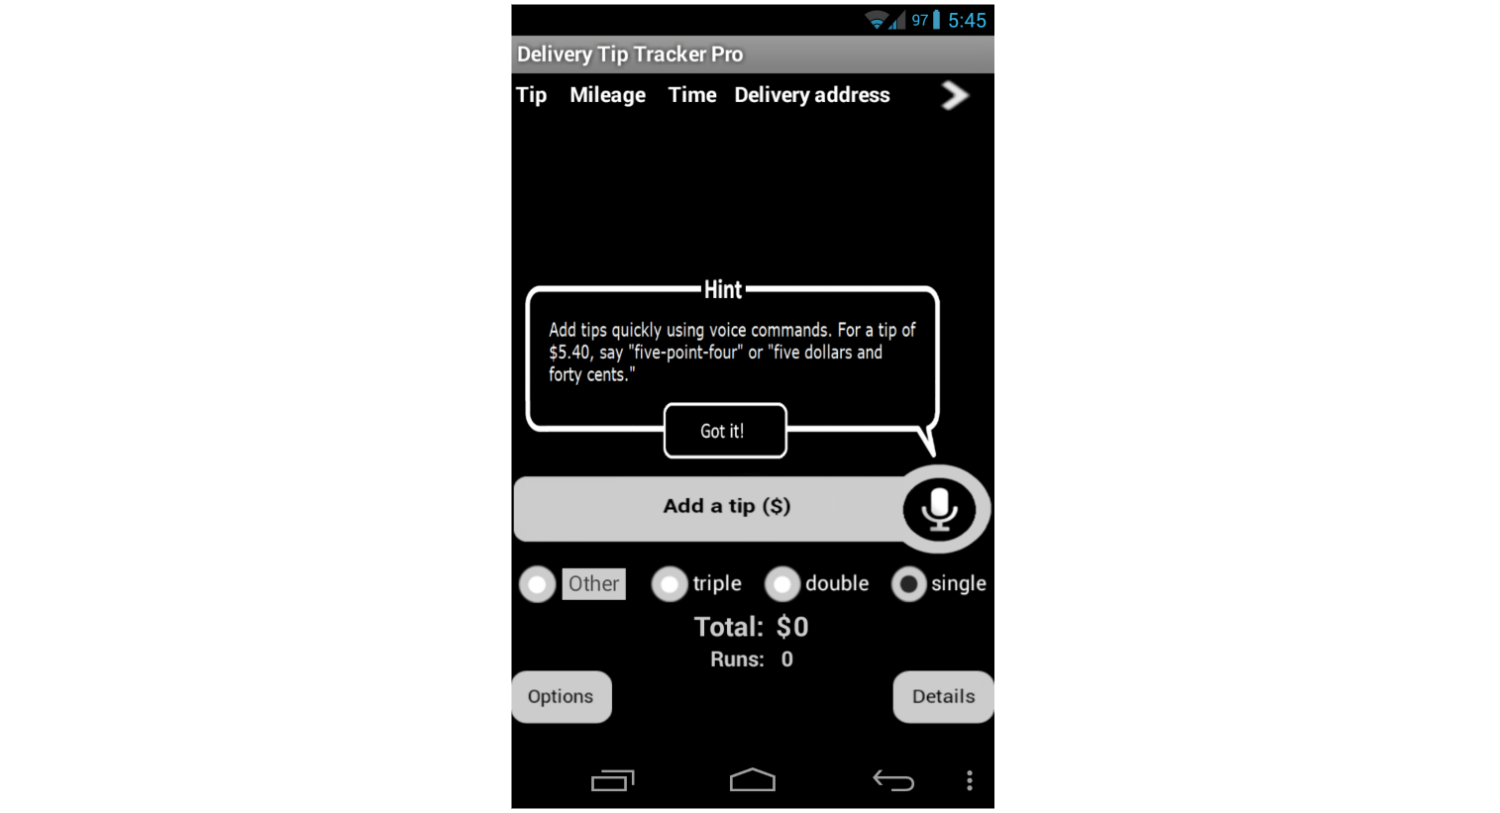 97 5:45
Delivery Tip Tracker Pro
Tip Mileage Time Delivery address
Hint
Add tips quickly using voice commands. For a tip of
$5.40, say "five-point-four" or "five dollars and
forty cents."
Got it!
Add a tip ($)
Other triple double single
Total: $0
Runs: 0
Options Details